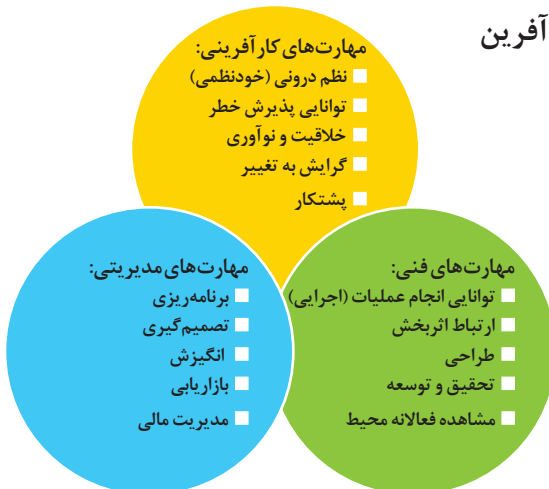 آفرین
مهارت‌های کارآفرینی:
نظم درونی (خودنظمی)
توانایی پذیرش خطر
خلاقیت و نوآوری
گرایش به تغییر
پشتکار
مهارت‌های فنی:
توانایی انجام عملیات (اجرایی)
ارتباط اثربخش
طراحی
تحقیق و توسعه
مشاهده فعالانه محیط
مهارت‌های مدیریتی:
برنامه‌ریزی
تصمیم‌گیری
انگیزش
بازاریابی
مدیریت مالی